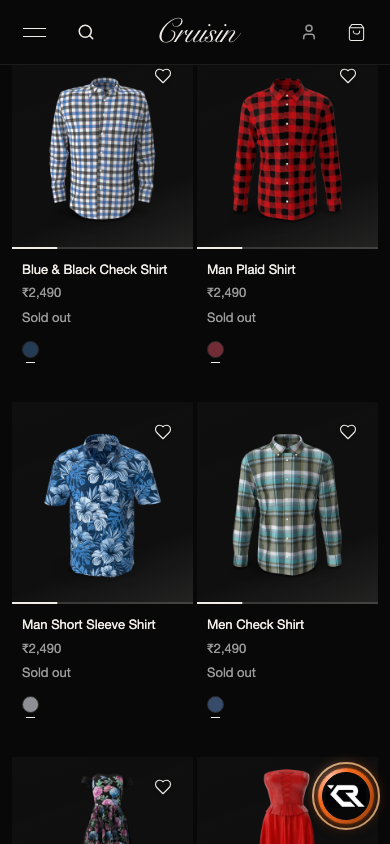 Cruisin
Blue & Black Check Shirt
₹2,490
Sold out
Man Plaid Shirt
₹2,490
Sold out
Man Short Sleeve Shirt
₹2,490
Sold out
Men Check Shirt
₹2,490
Sold out